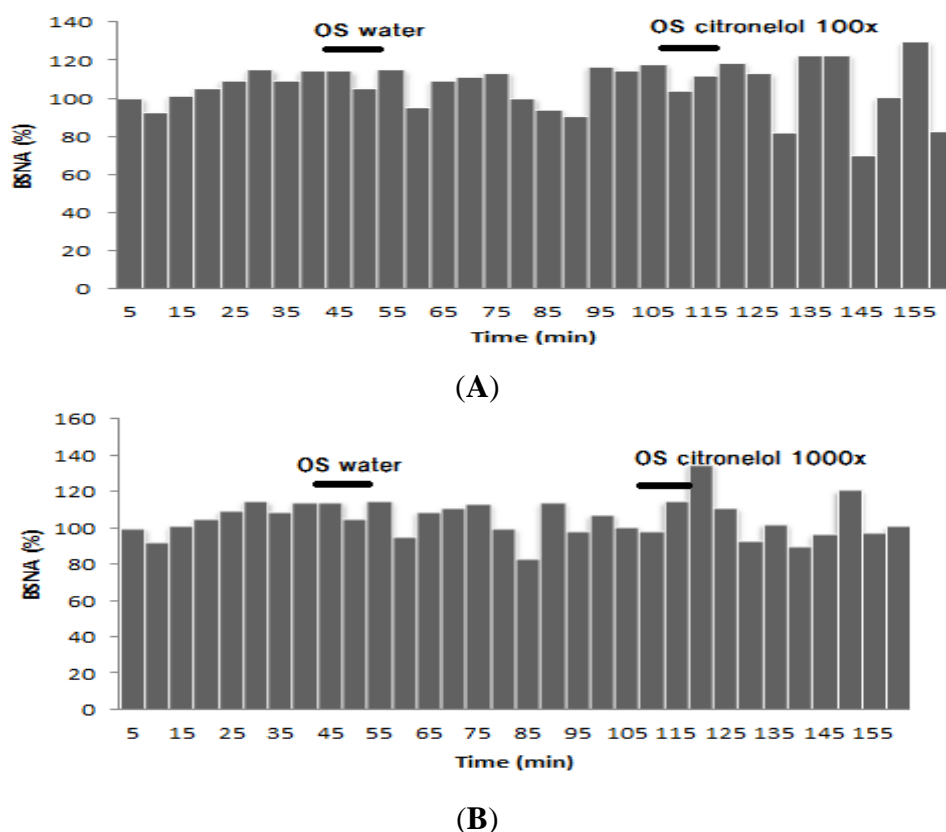 140
OS water
OS citronelol 100x
120
100
80
60
40
20
0
BSNA (%)
5 15 25 35 45 55 65 75 85 95 105 115 125 135 145 155
Time (min)
(A)
160
140
OS water
OS citronelol 1000x
120
100
80
60
40
20
0
BSNA (%)
5 15 25 35 45 55 65 75 85 95 105 115 125 135 145 155
Time (min)
(B)